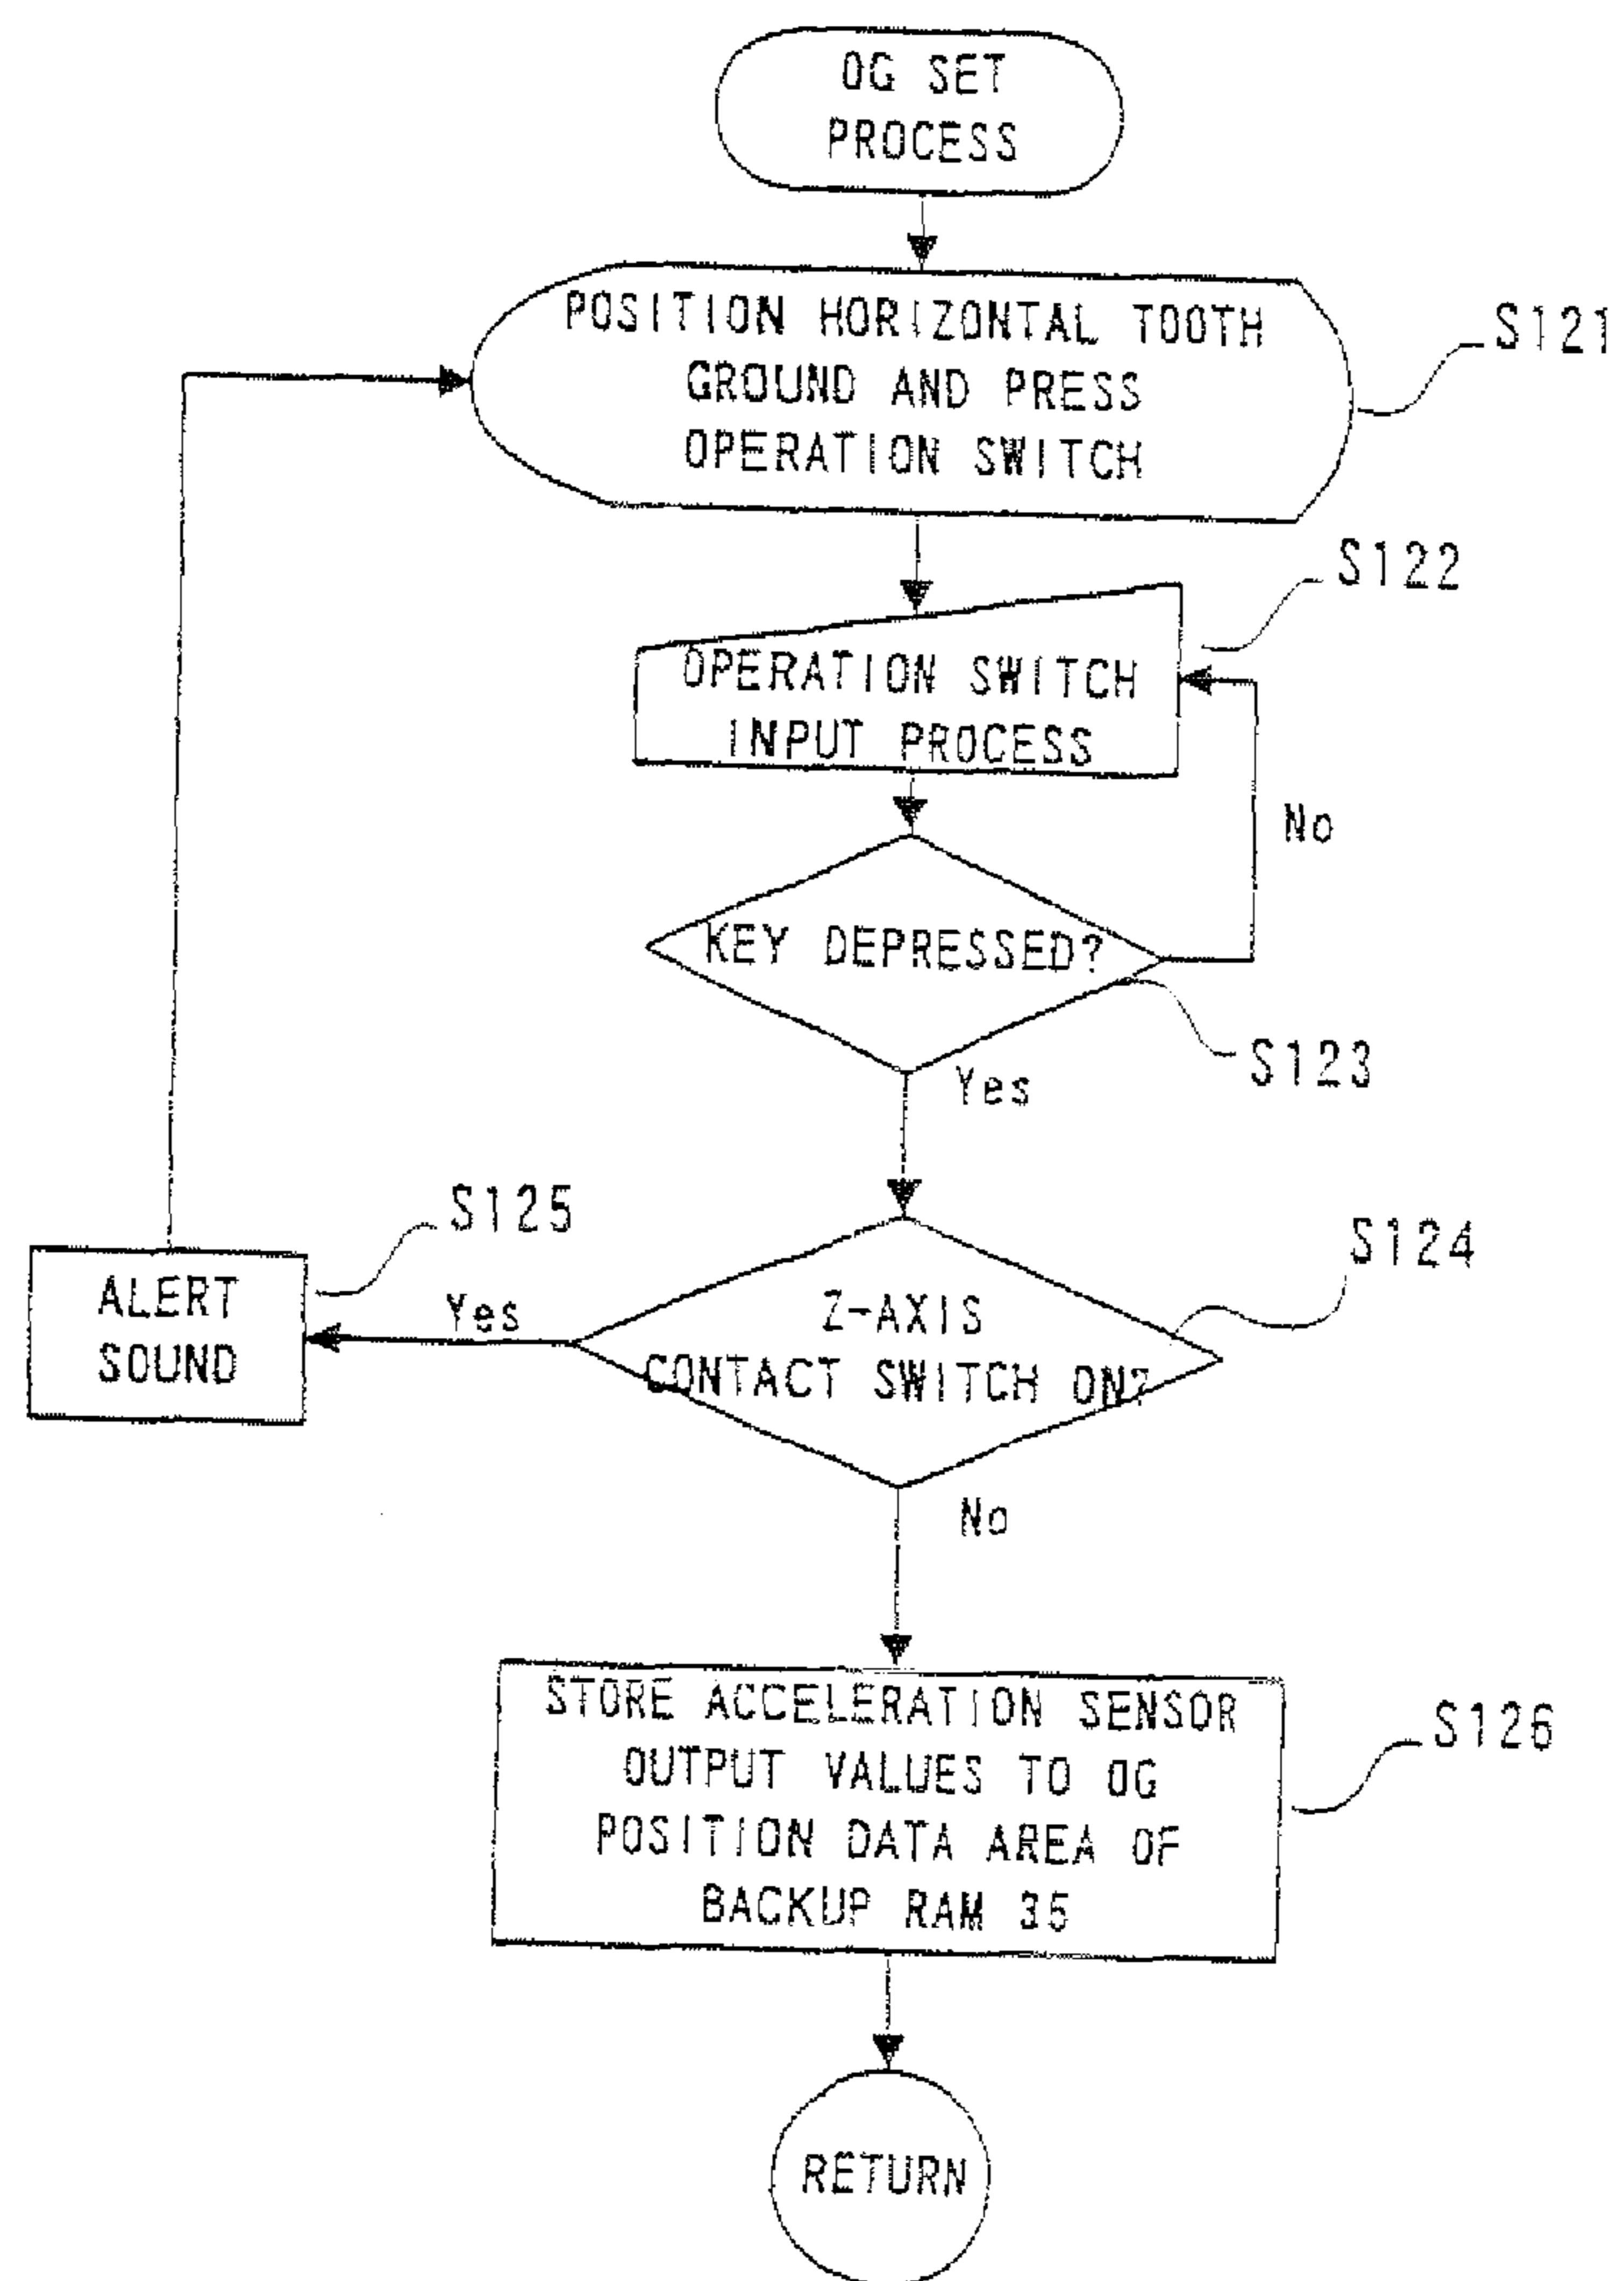 0G SET
PROCESS
POSITION HORIZONTAL TOOTH
GROUND AND PRESS
OPERATION SWITCH
S121
S122
OPERATION SWITCH
INPUT PROCESS
No
KEY DEPRESSED?
S123
Yes
S125
S124
ALERT
SOUND
Yes
Z-AXIS
CONTACT SWITCH ON?
No
STORE ACCELERATION SENSOR
OUTPUT VALUES TO 0G
POSITION DATA AREA OF
BACKUP RAM 35
S126
RETURN